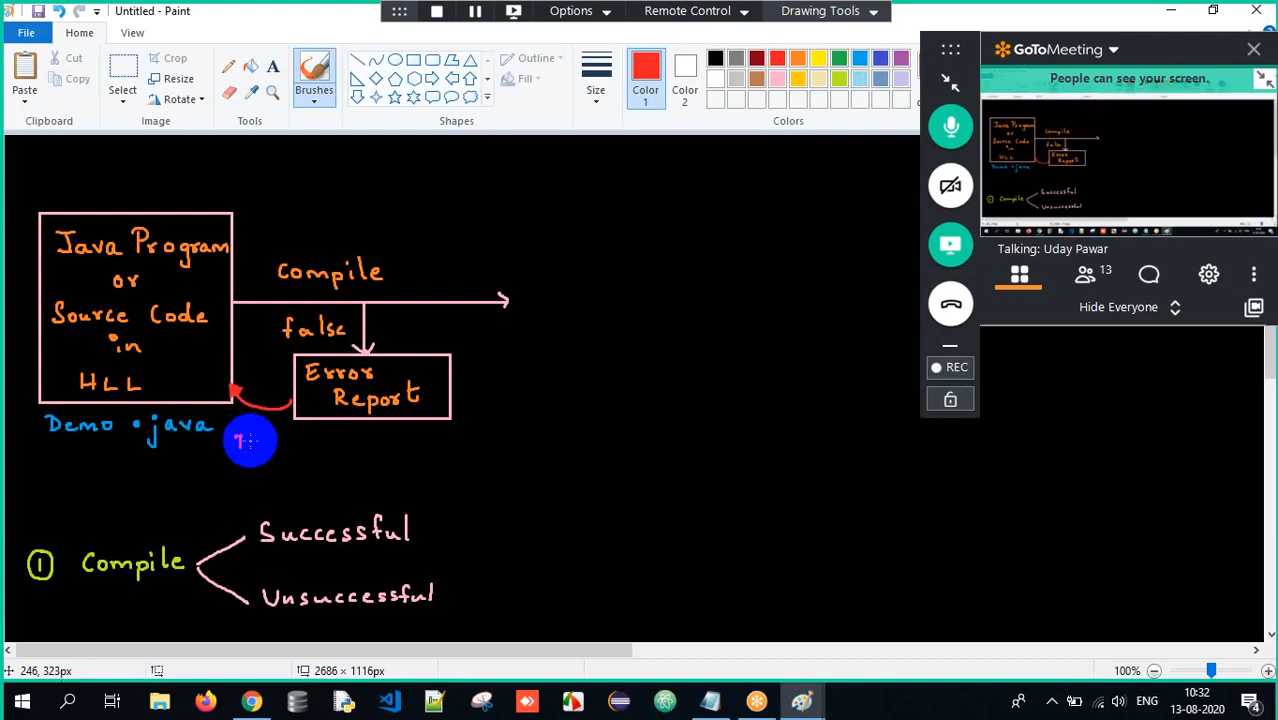 Untitled - Paint
Options
Remote Control
Drawing Tools
File
Home
View
Paste
Cut
Copy
Clipboard
Select
Crop
Resize
Rotate
Image
Tools
Brushes
Shapes
Outline
Fill
Size
Color
1
Color
2
Colors
GoToMeeting
People can see your screen.
Talking: Uday Pawar
13
Hide Everyone
REC
Java Program
or
Source Code
in
HLL
Demo .java
Compile
false
Error
Report
1 Compile
Successful
Unsuccessful
246, 323px
2686 × 1116px
100%
ENG
10:32
13-08-2020
4